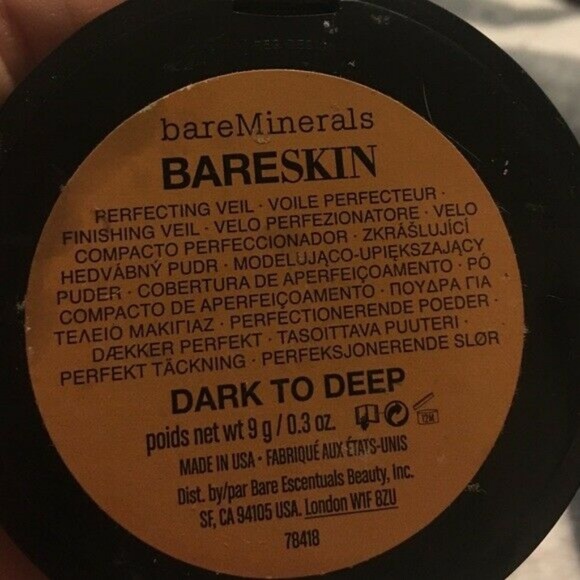 bareMinerals
BARESKIN
PERFECTING VEIL · VOILE PERFECTEUR ·
FINISHING VEIL · VELO PERFEZIONATORE · VELO
COMPACTO PERFECCIONADOR · ZKRÁŠLUJÍCÍ
HEDVÁBNÝ PUDR · MODELUJĄCO-UPIĘKSZAJĄCY
PUDER · COBERTURA DE APERFEIÇOAMENTO · PÓ
COMPACTO DE APERFEIÇOAMENTO · ΠΟΥΔΡΑ ΓΙΑ
ΤΕΛΕΙΟ ΜΑΚΙΓΙΑΖ · PERFECTIONERENDE POEDER ·
DÆKKER PERFEKT · TASOITTAVA PUUTERI ·
PERFEKT TÄCKNING · PERFEKSJONERENDE SLØR
DARK TO DEEP
poids net wt 9 g / 0.3 oz. 12M
MADE IN USA · FABRIQUÉ AUX ÉTATS-UNIS
Dist. by/par Bare Escentuals Beauty, Inc.
SF, CA 94105 USA. London W1F 8ZU
78418